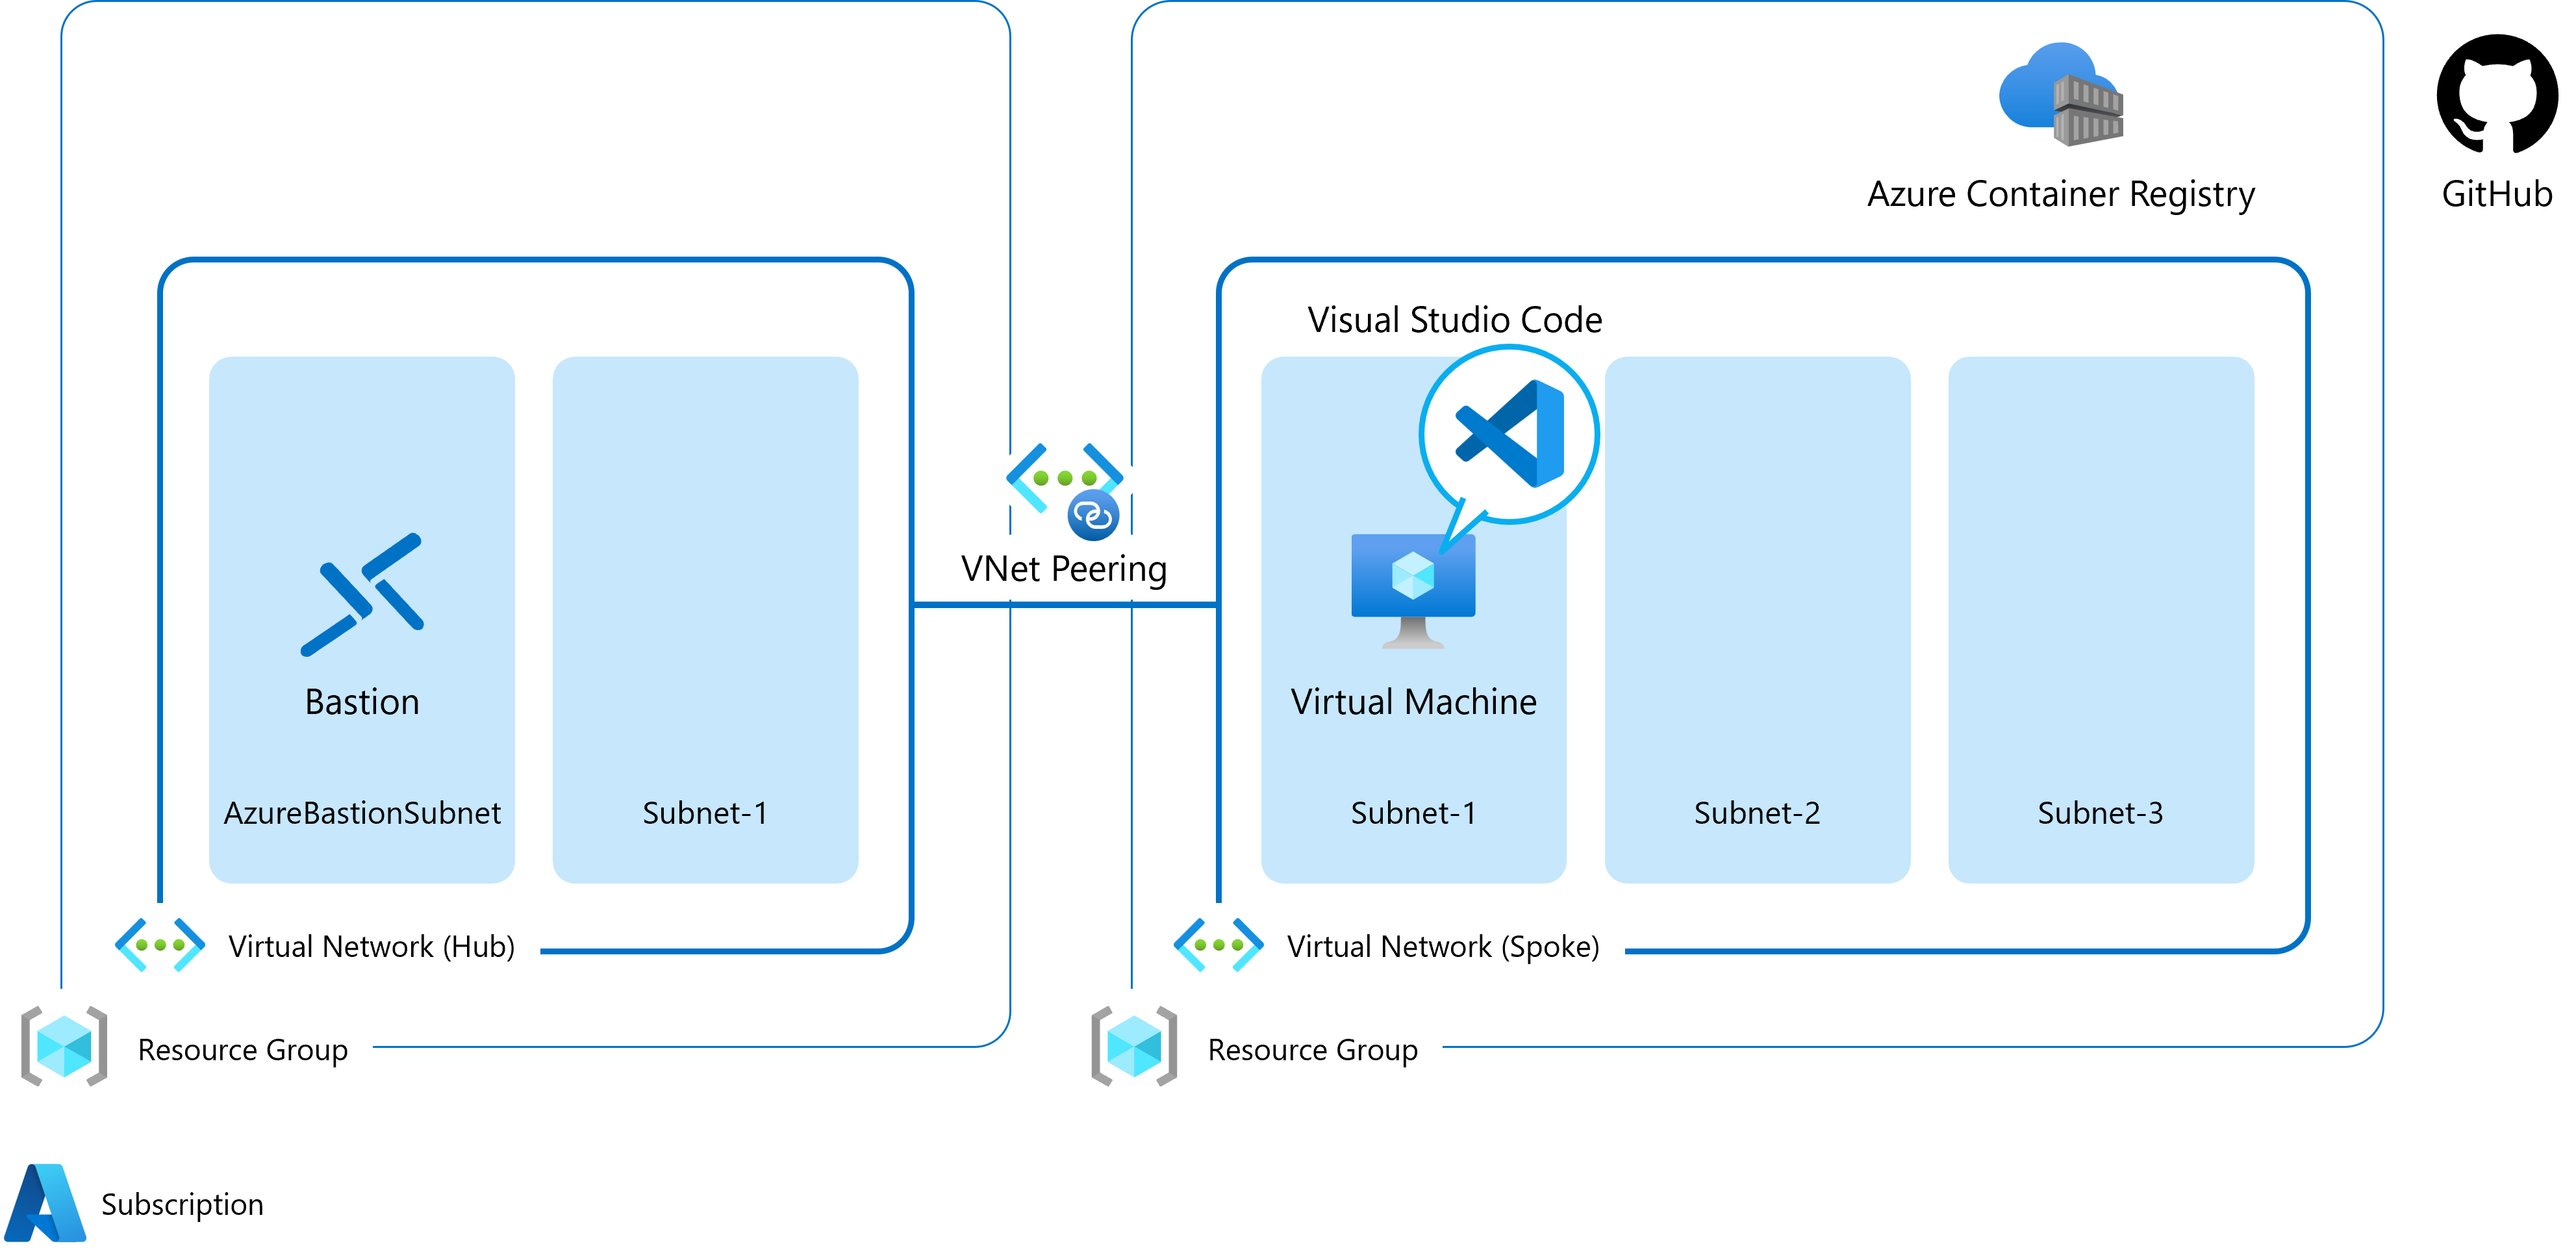 Azure Container Registry
GitHub
Visual Studio Code
VNet Peering
Bastion
Virtual Machine
AzureBastionSubnet
Subnet-1
Subnet-1
Subnet-2
Subnet-3
Virtual Network (Hub)
Virtual Network (Spoke)
Resource Group
Resource Group
Subscription